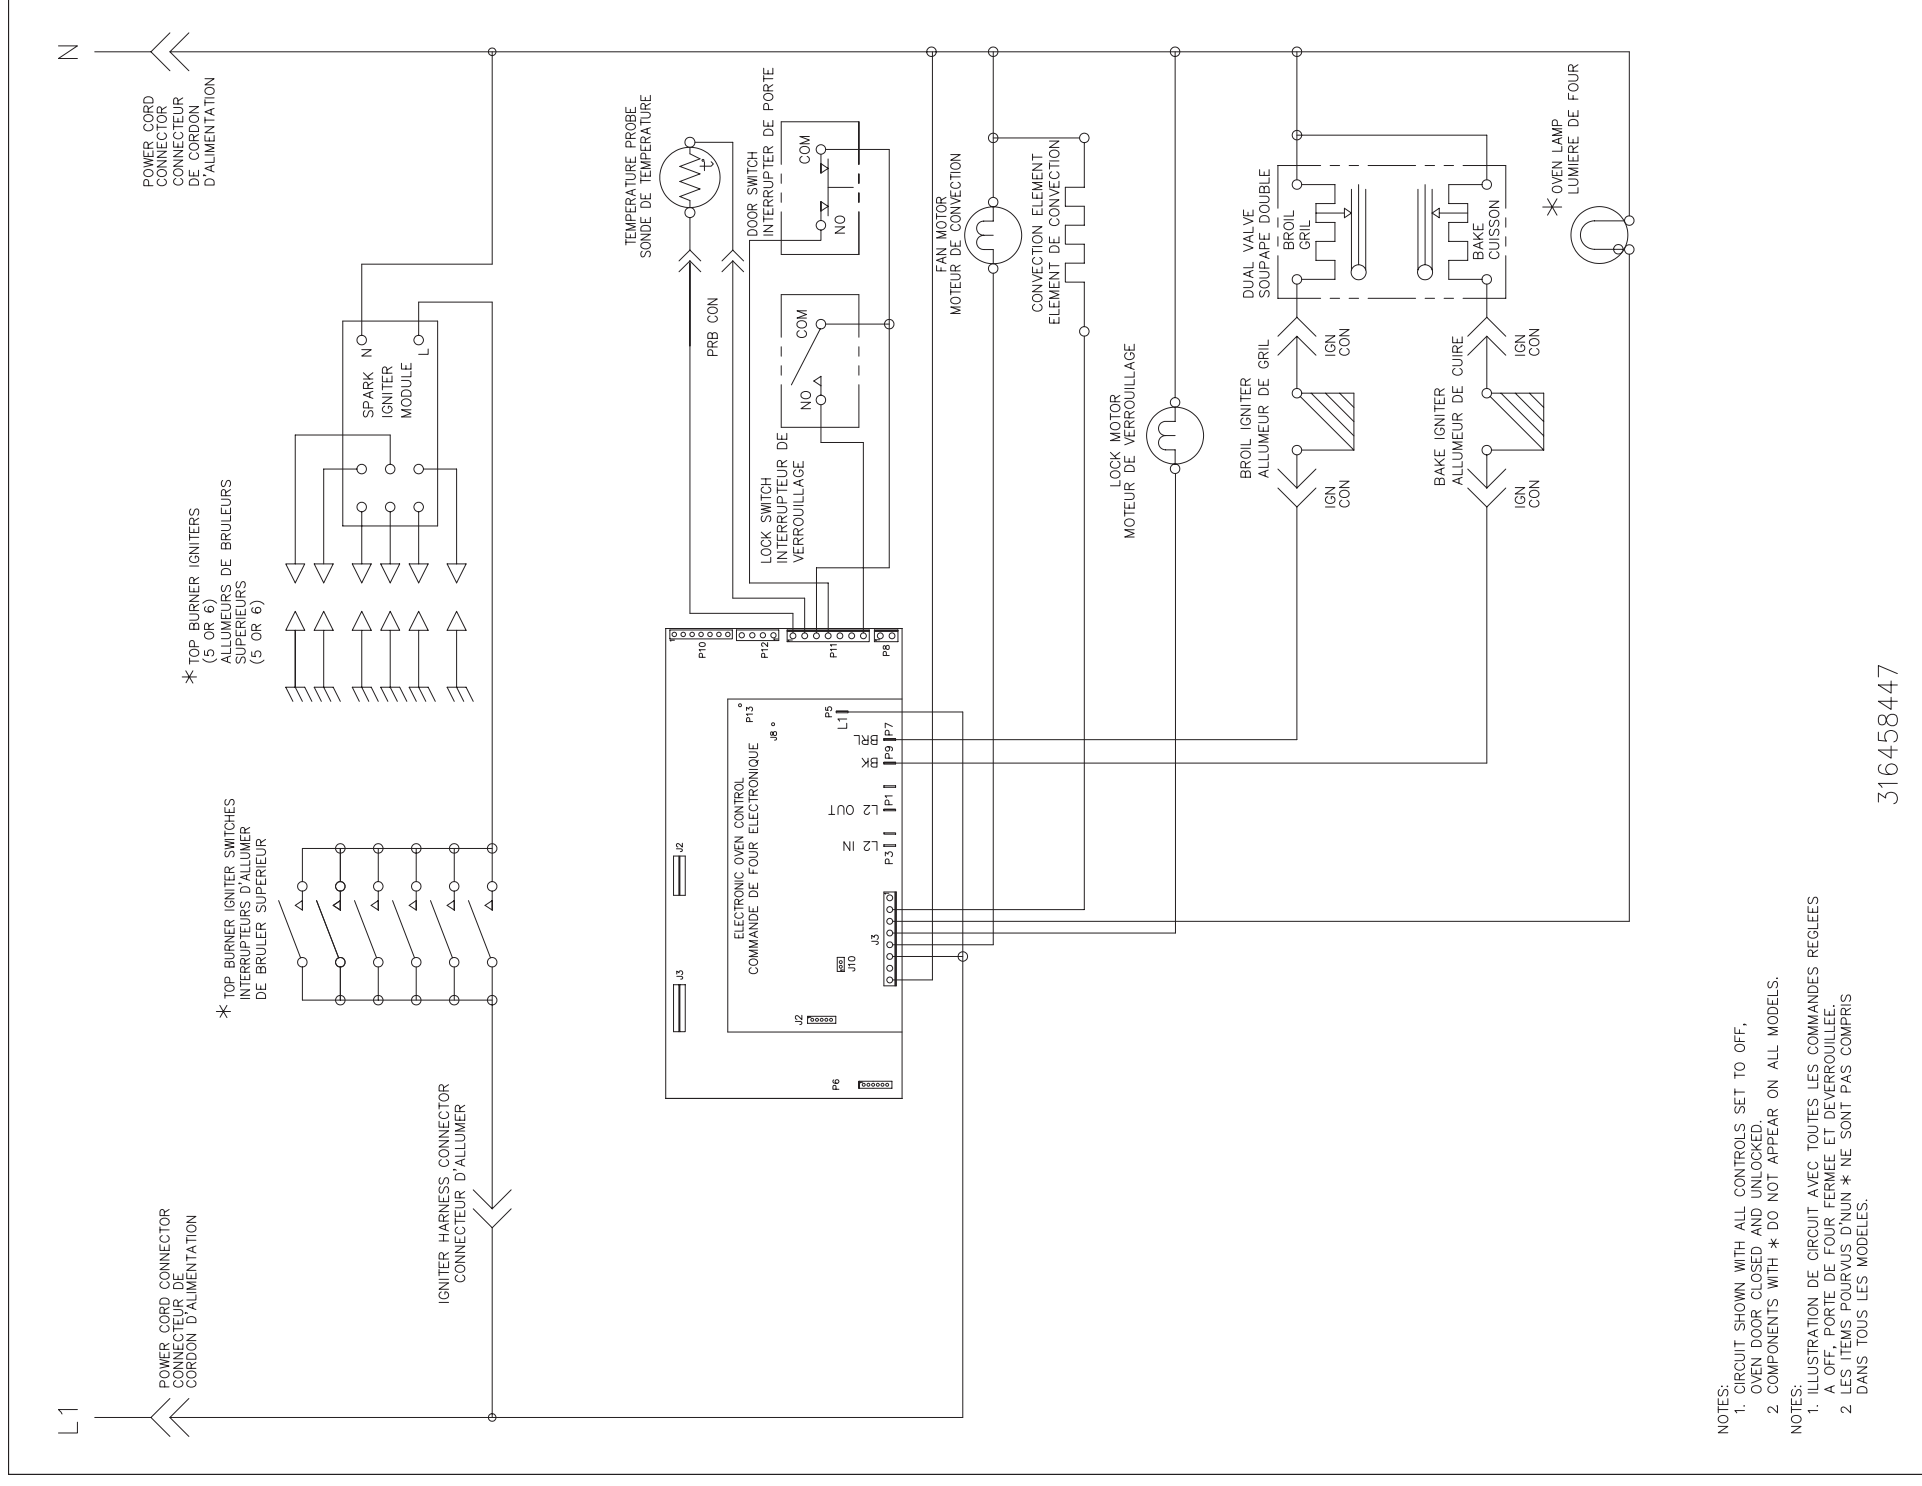 L1
N
POWER CORD CONNECTOR
CONNECTEUR DE
CORDON D'ALIMENTATION
POWER CORD
CONNECTOR
CONNECTEUR
DE CORDON
D'ALIMENTATION
* TOP BURNER IGNITER SWITCHES
INTERRUPTEURS D'ALLUMER
DE BRULER SUPERIEUR
* TOP BURNER IGNITERS
(5 OR 6)
ALLUMEURS DE BRULEURS
SUPERIEURS
(5 OR 6)
SPARK
IGNITER
MODULE
N
L
IGNITER HARNESS CONNECTOR
CONNECTEUR D'ALLUMER
TEMPERATURE PROBE
SONDE DE TEMPERATURE
PRB CON
DOOR SWITCH
INTERRUPTER DE PORTE
COM
NO
LOCK SWITCH
INTERRUPTEUR DE
VERROUILLAGE
COM
NO
J3
J2
P10
P12
P11
P8
ELECTRONIC OVEN CONTROL
COMMANDE DE FOUR ELECTRONIQUE
P13
J8
P5
L1
P7
BRL
P9
BK
P1
L2 OUT
P3
L2 IN
J3
J10
J2
P6
FAN MOTOR
MOTEUR DE CONVECTION
CONVECTION ELEMENT
ELEMENT DE CONVECTION
LOCK MOTOR
MOTEUR DE VERROUILLAGE
DUAL VALVE
SOUPAPE DOUBLE
BROIL
GRIL
BAKE
CUISSON
BROIL IGNITER
ALLUMEUR DE GRIL
IGN
CON
IGN
CON
BAKE IGNITER
ALLUMEUR DE CUIRE
IGN
CON
IGN
CON
* OVEN LAMP
LUMIERE DE FOUR
NOTES:
1. CIRCUIT SHOWN WITH ALL CONTROLS SET TO OFF,
OVEN DOOR CLOSED AND UNLOCKED.
2 COMPONENTS WITH * DO NOT APPEAR ON ALL MODELS.
NOTES:
1. ILLUSTRATION DE CIRCUIT AVEC TOUTES LES COMMANDES REGLEES
A OFF, PORTE DE FOUR FERMEE ET DEVERROUILLEE.
2 LES ITEMS POURVUS D'NUN * NE SONT PAS COMPRIS
DANS TOUS LES MODELES.
316458447